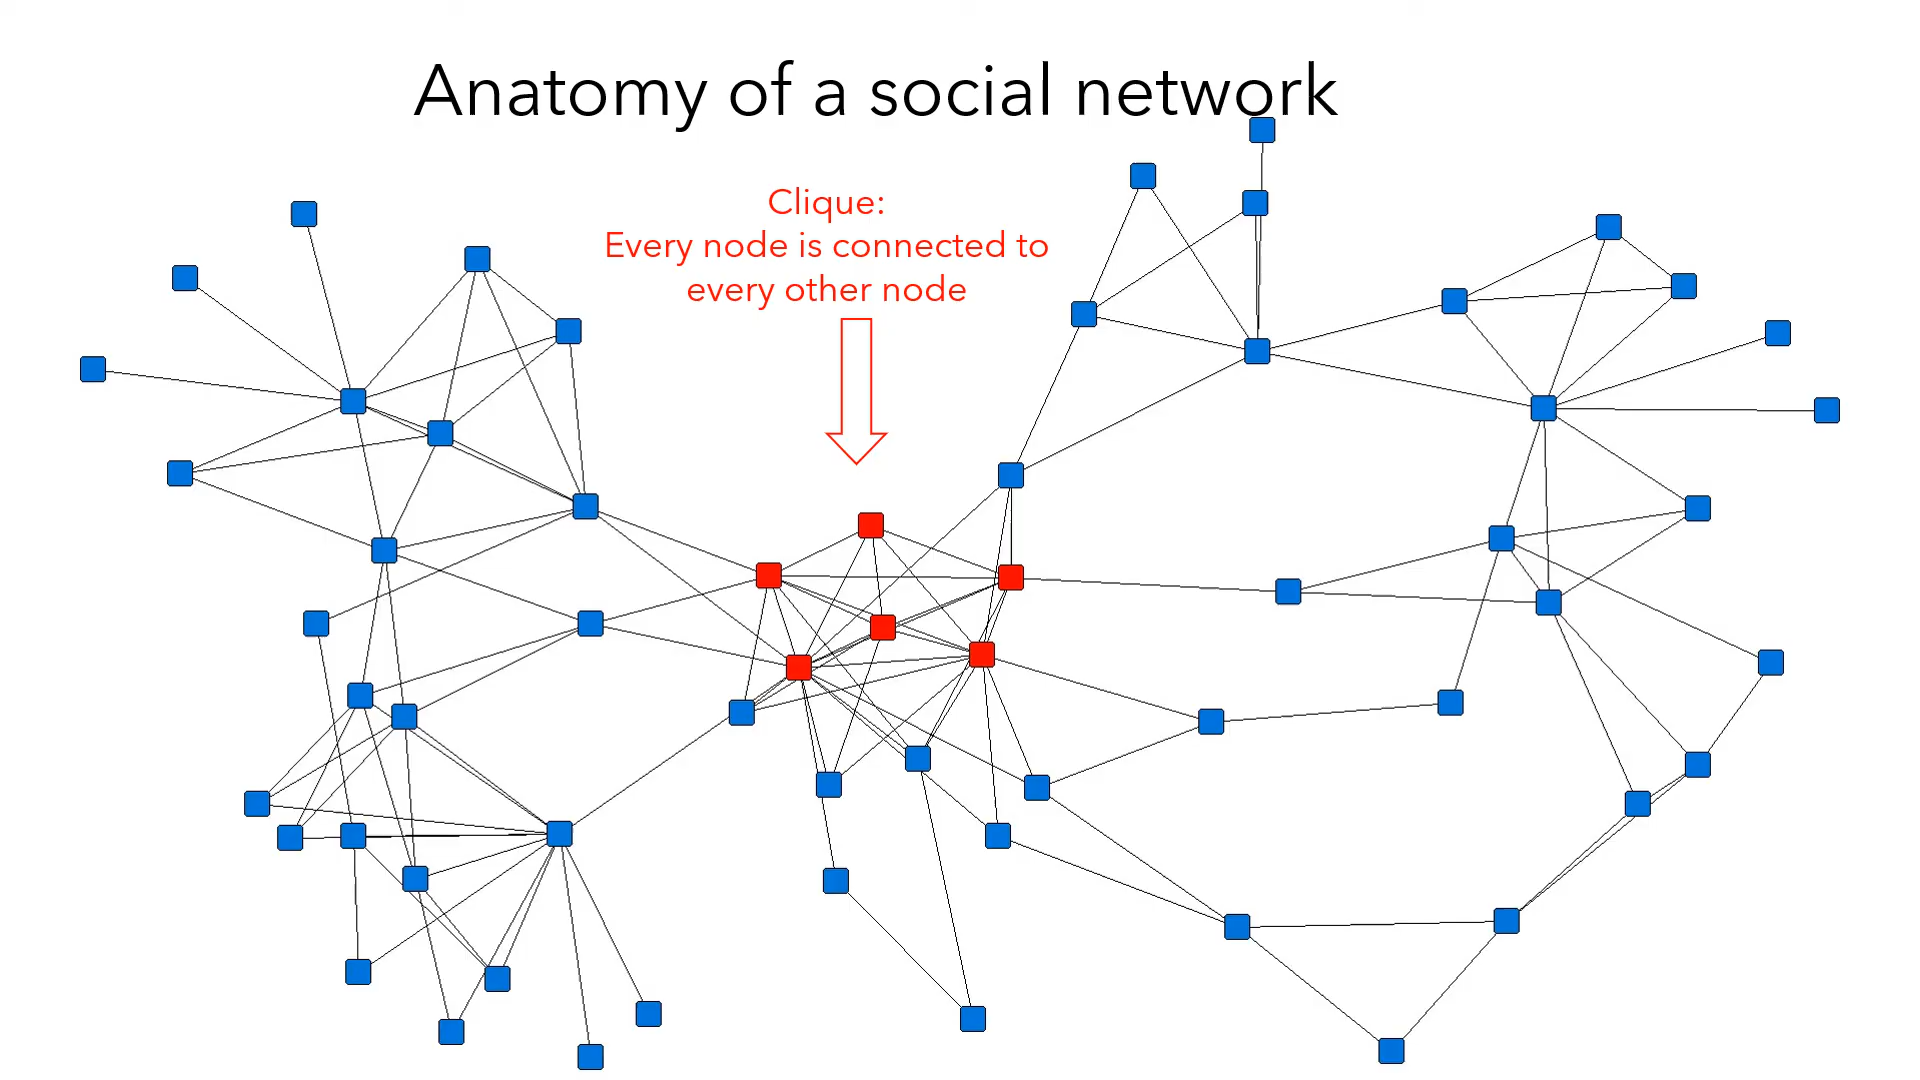 Anatomy of a social network
Clique:
Every node is connected to
every other node